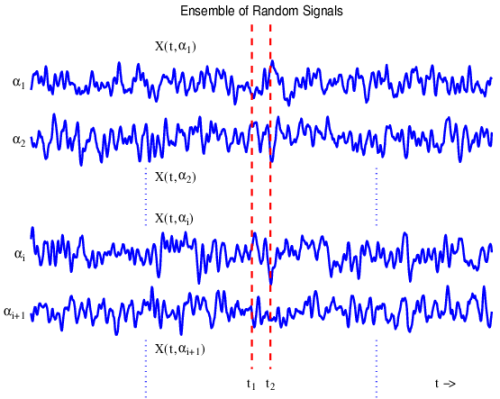 Ensemble of Random Signals
X(t,α₁)
α₁
α₂
X(t,α₂)
X(t,αᵢ)
αᵢ
αᵢ₊₁
X(t,αᵢ₊₁)
t₁ t₂ t ->